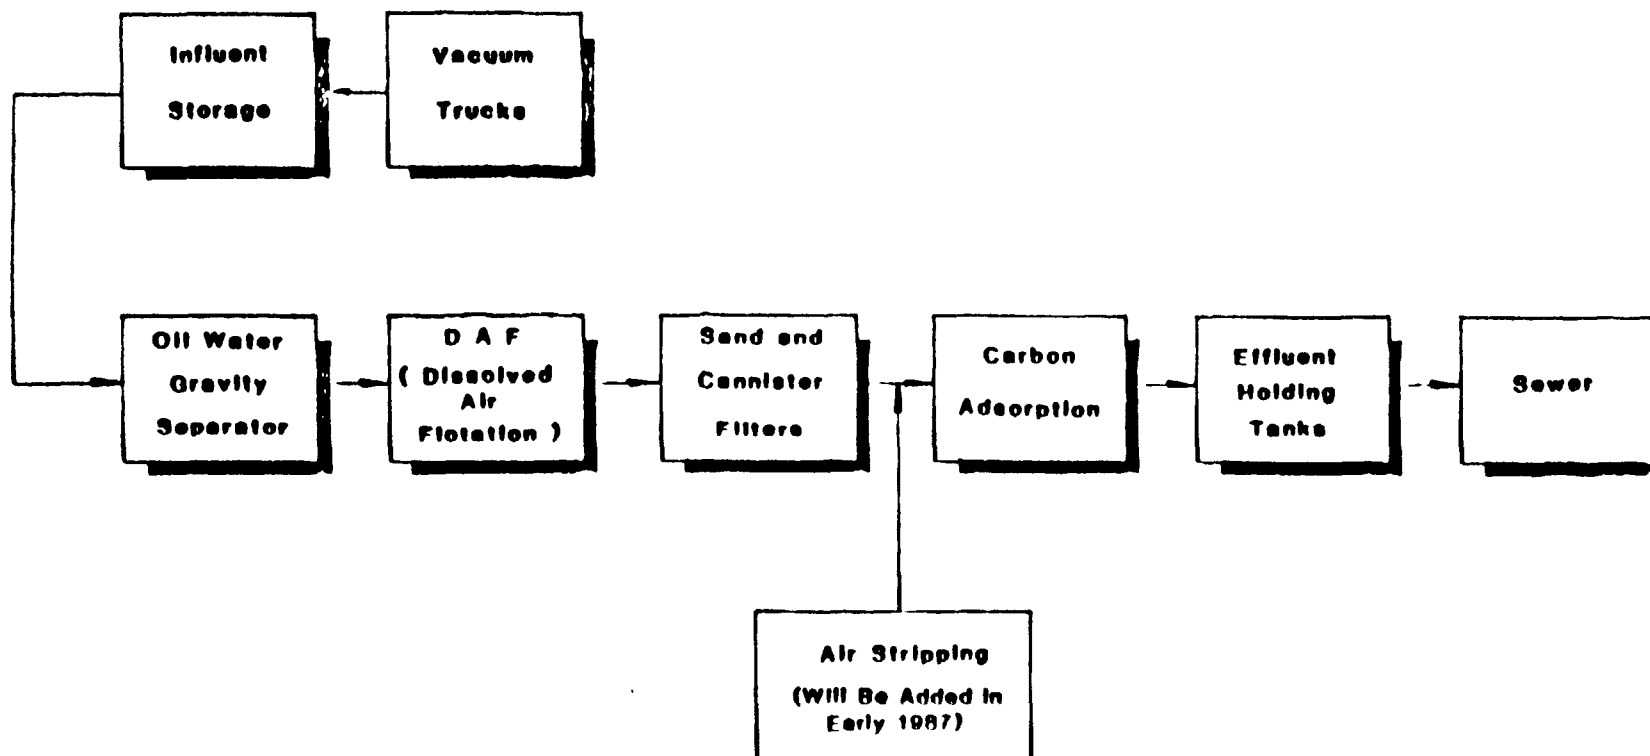 Influent
Storage
Vacuum
Trucks
Oil Water
Gravity
Separator
D A F
( Dissolved
Air
Flotation )
Sand and
Cannister
Filters
Carbon
Adsorption
Effluent
Holding
Tanks
Sewer
Air Stripping
(Will Be Added In
Early 1987)